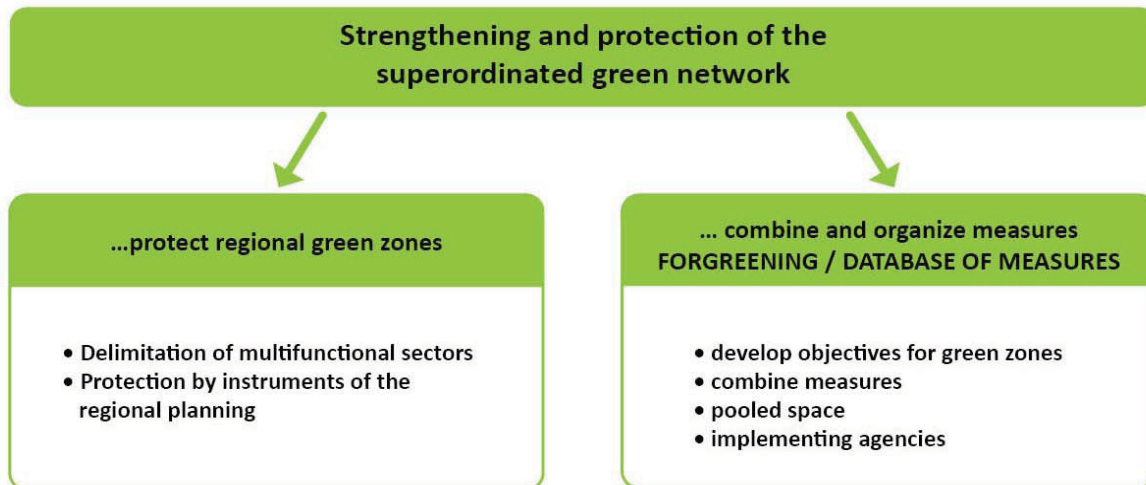 Strengthening and protection of the
superordinated green network
...protect regional green zones
• Delimitation of multifunctional sectors
• Protection by instruments of the
regional planning
... combine and organize measures
FORGREENING / DATABASE OF MEASURES
• develop objectives for green zones
• combine measures
• pooled space
• implementing agencies